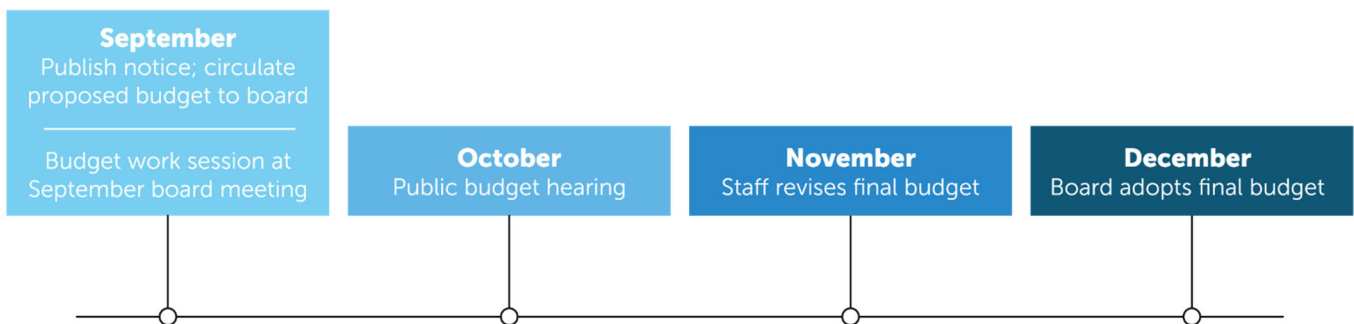 September
Publish notice; circulate
proposed budget to board
Budget work session at
September board meeting
October
Public budget hearing
November
Staff revises final budget
December
Board adopts final budget